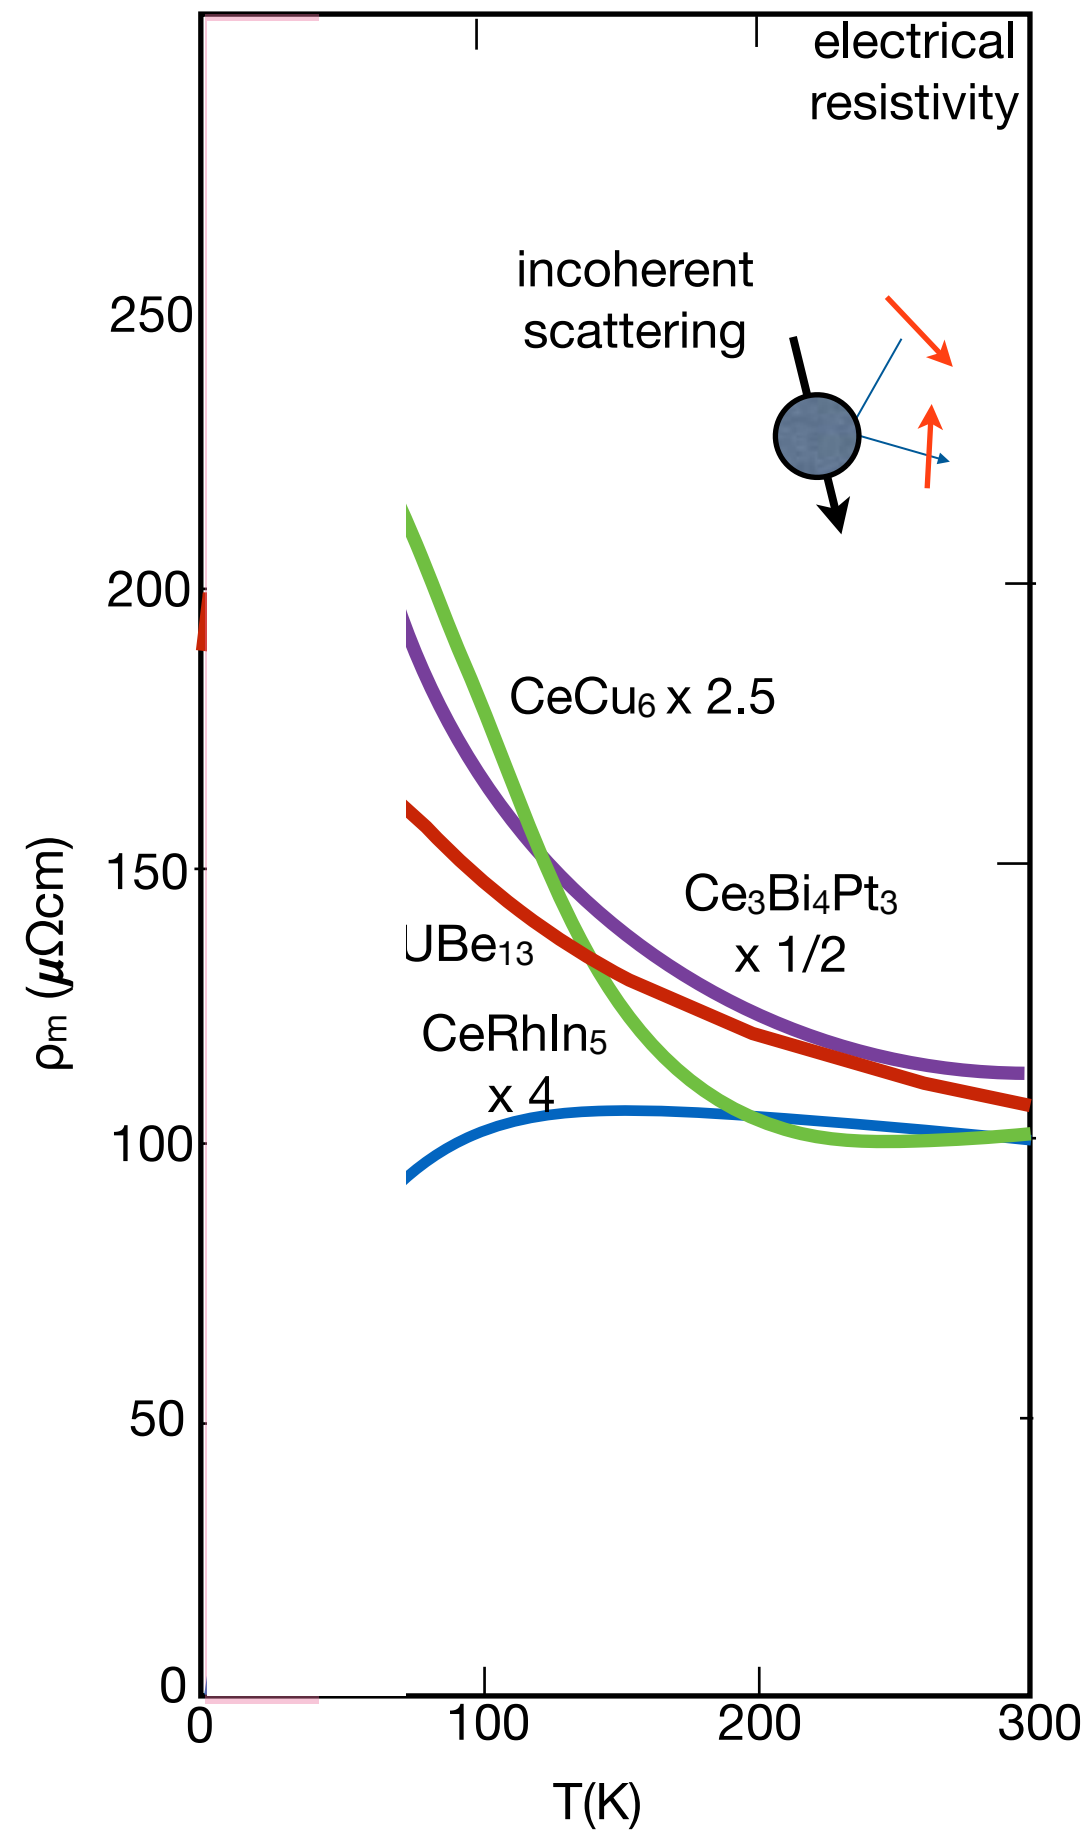 electrical
resistivity
incoherent
scattering
250
200
CeCu₆ x 2.5
150
Ce₃Bi₄Pt₃
x 1/2
UBe₁₃
CeRhIn₅
x 4
ρₘ (μΩcm)
100
50
0
0 100 200 300
T(K)